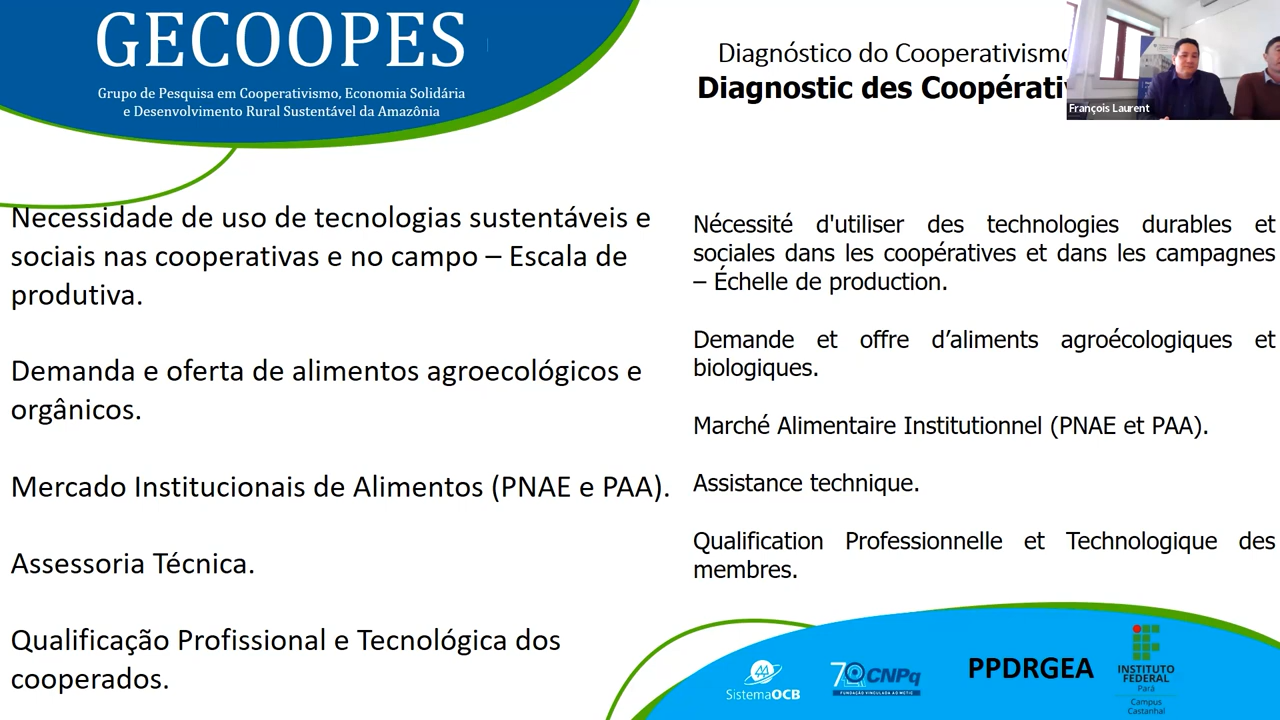 GECOOPES
Grupo de Pesquisa em Cooperativismo, Economia Solidária
e Desenvolvimento Rural Sustentável da Amazônia
Diagnóstico do Cooperativismo
Diagnostic des Coopérativ
François Laurent
Necessidade de uso de tecnologias sustentáveis e
sociais nas cooperativas e no campo – Escala de
produtiva.
Demanda e oferta de alimentos agroecológicos e
orgânicos.
Mercado Institucionais de Alimentos (PNAE e PAA).
Assessoria Técnica.
Qualificação Profissional e Tecnológica dos
cooperados.
Nécessité d'utiliser des technologies durables et
sociales dans les coopératives et dans les campagnes
– Échelle de production.
Demande et offre d’aliments agroécologiques et
biologiques.
Marché Alimentaire Institutionnel (PNAE et PAA).
Assistance technique.
Qualification Professionnelle et Technologique des
membres.
SistemaOCB
70 CNPq
FUNDAÇÃO VINCULADA AO MCTIC
PPDRGEA
INSTITUTO
FEDERAL
Pará
Campus
Castanhal